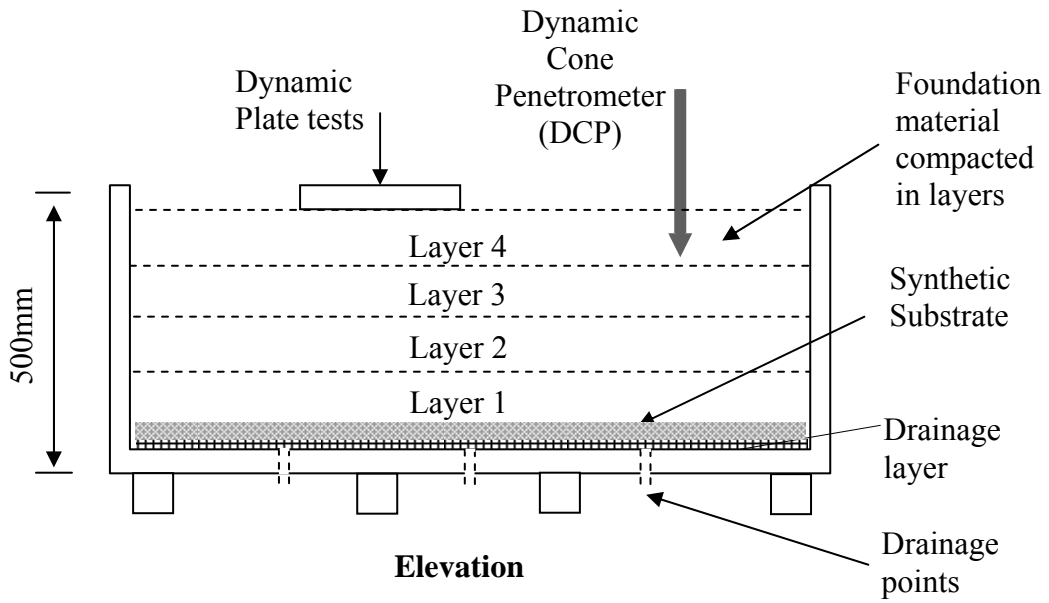 Dynamic
Cone
Penetrometer
(DCP)
Dynamic
Plate tests
Foundation
material
compacted
in layers
Layer 4
Layer 3
Layer 2
Layer 1
500mm
Synthetic
Substrate
Drainage
layer
Drainage
points
Elevation